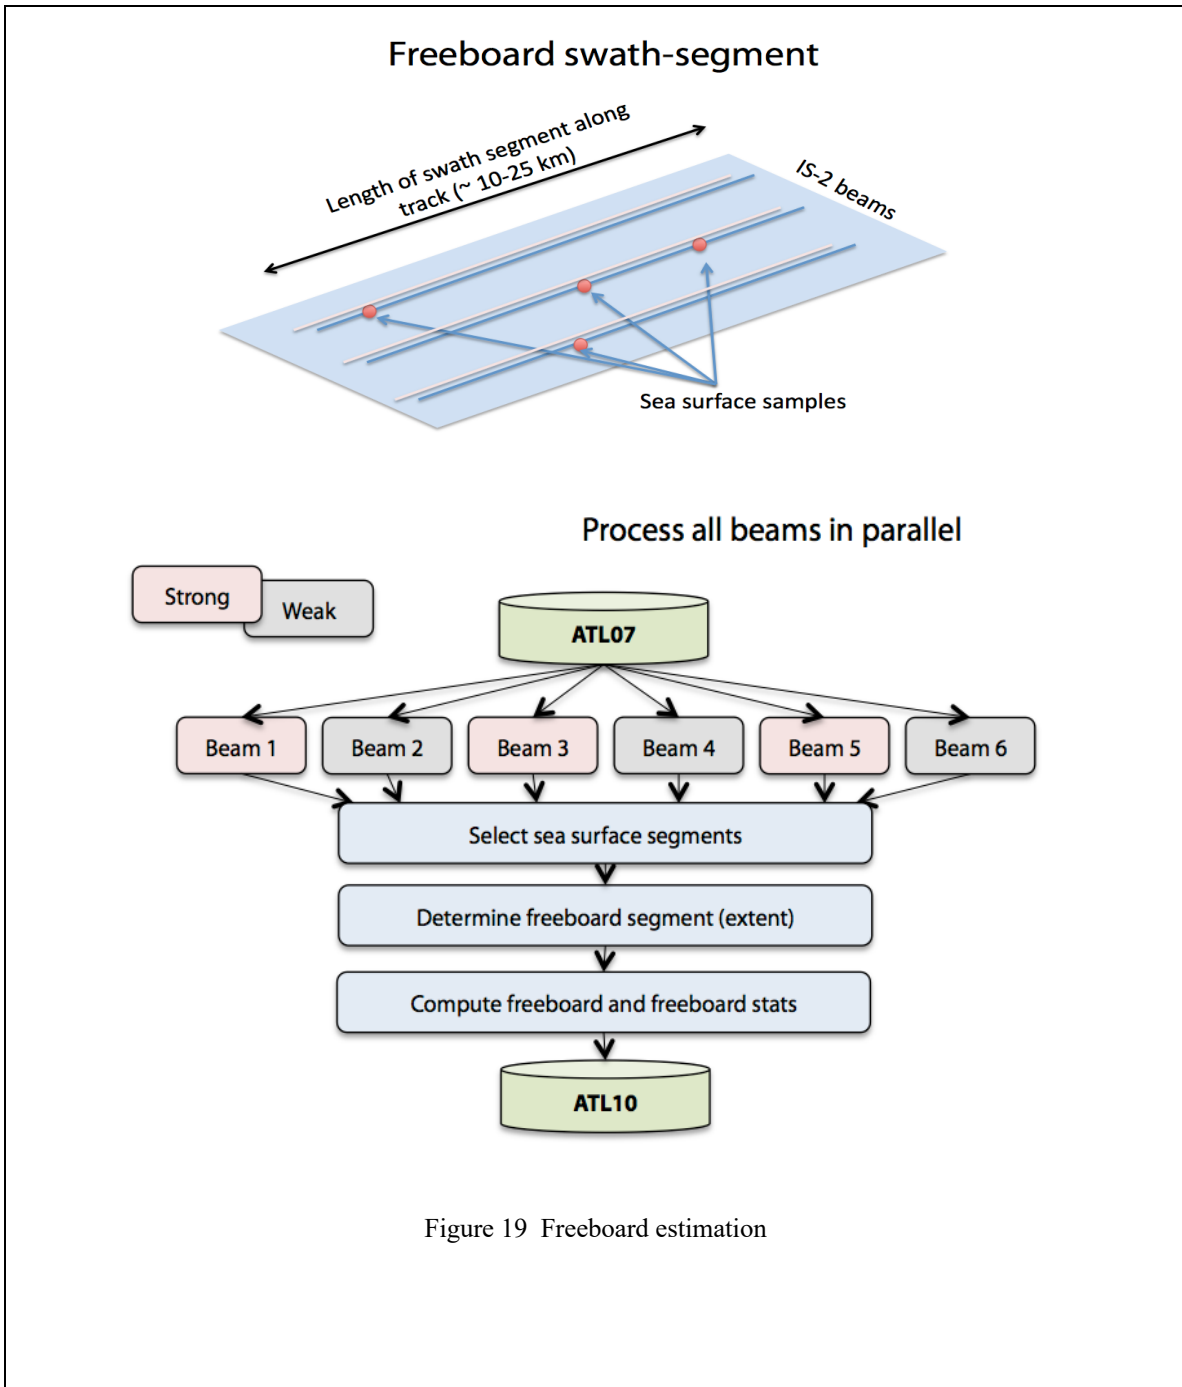 Freeboard swath-segment
Length of swath segment along
track (~ 10-25 km)
IS-2 beams
Sea surface samples
Process all beams in parallel
Strong
Weak
ATL07
Beam 1
Beam 2
Beam 3
Beam 4
Beam 5
Beam 6
Select sea surface segments
Determine freeboard segment (extent)
Compute freeboard and freeboard stats
ATL10
Figure 19  Freeboard estimation